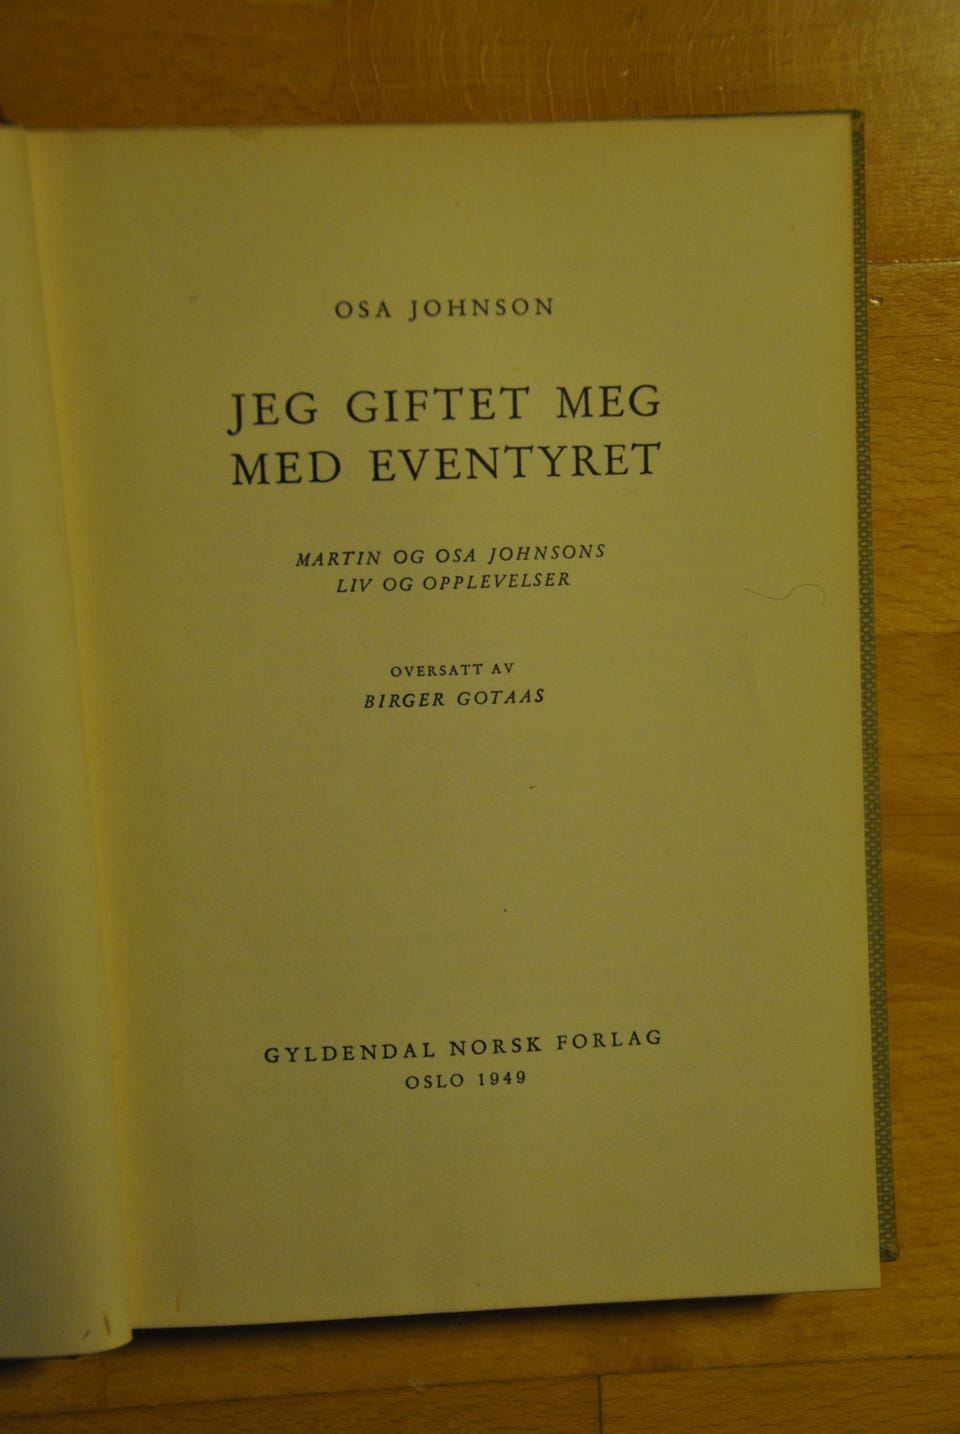 OSA JOHNSON
JEG GIFTET MEG
MED EVENTYRET
MARTIN OG OSA JOHNSONS
LIV OG OPPLEVELSER
OVERSATT AV
BIRGER GOTAAS
GYLDENDAL NORSK FORLAG
OSLO 1949